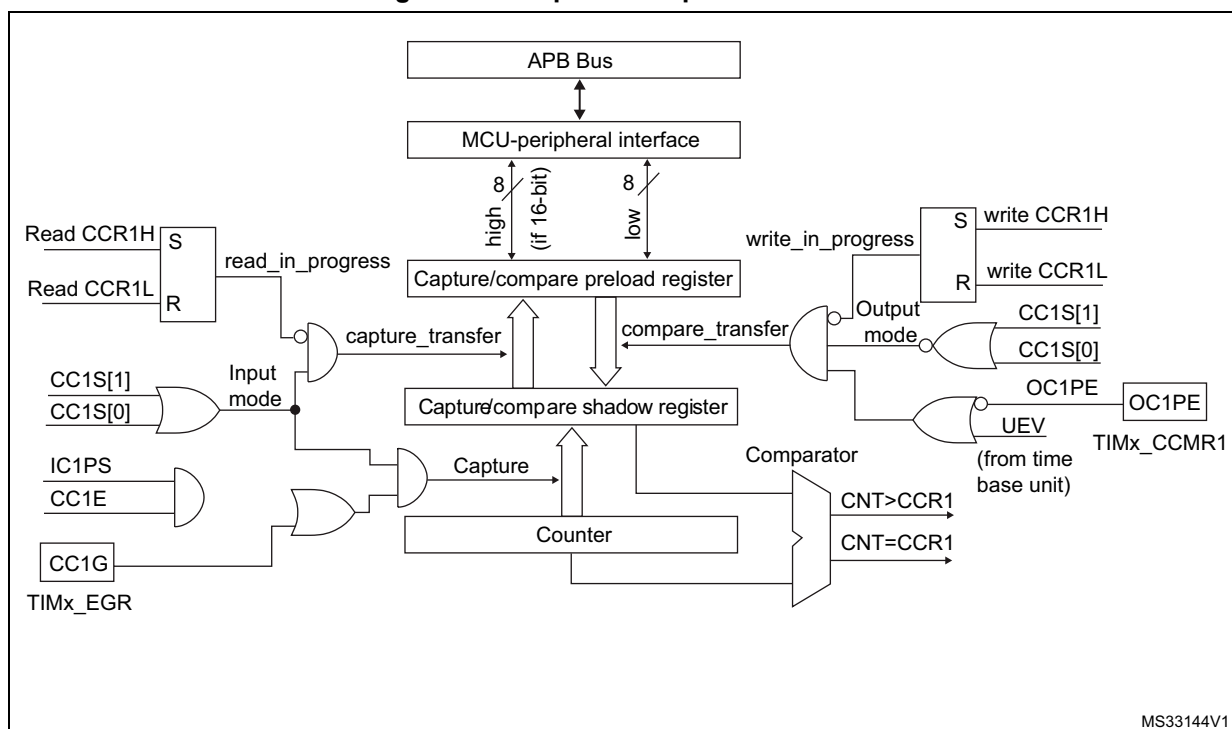 APB Bus
MCU-peripheral interface
8
high
(if 16-bit)
8
low
Read CCR1H
Read CCR1L
S
R
read_in_progress
write_in_progress
S
R
write CCR1H
write CCR1L
Capture/compare preload register
capture_transfer
compare_transfer
Output
mode
CC1S[1]
CC1S[0]
CC1S[1]
CC1S[0]
Input
mode
Capture/compare shadow register
OC1PE
OC1PE
UEV
TIMx_CCMR1
(from time
base unit)
IC1PS
CC1E
Capture
Comparator
CNT>CCR1
CNT=CCR1
Counter
CC1G
TIMx_EGR
MS33144V1